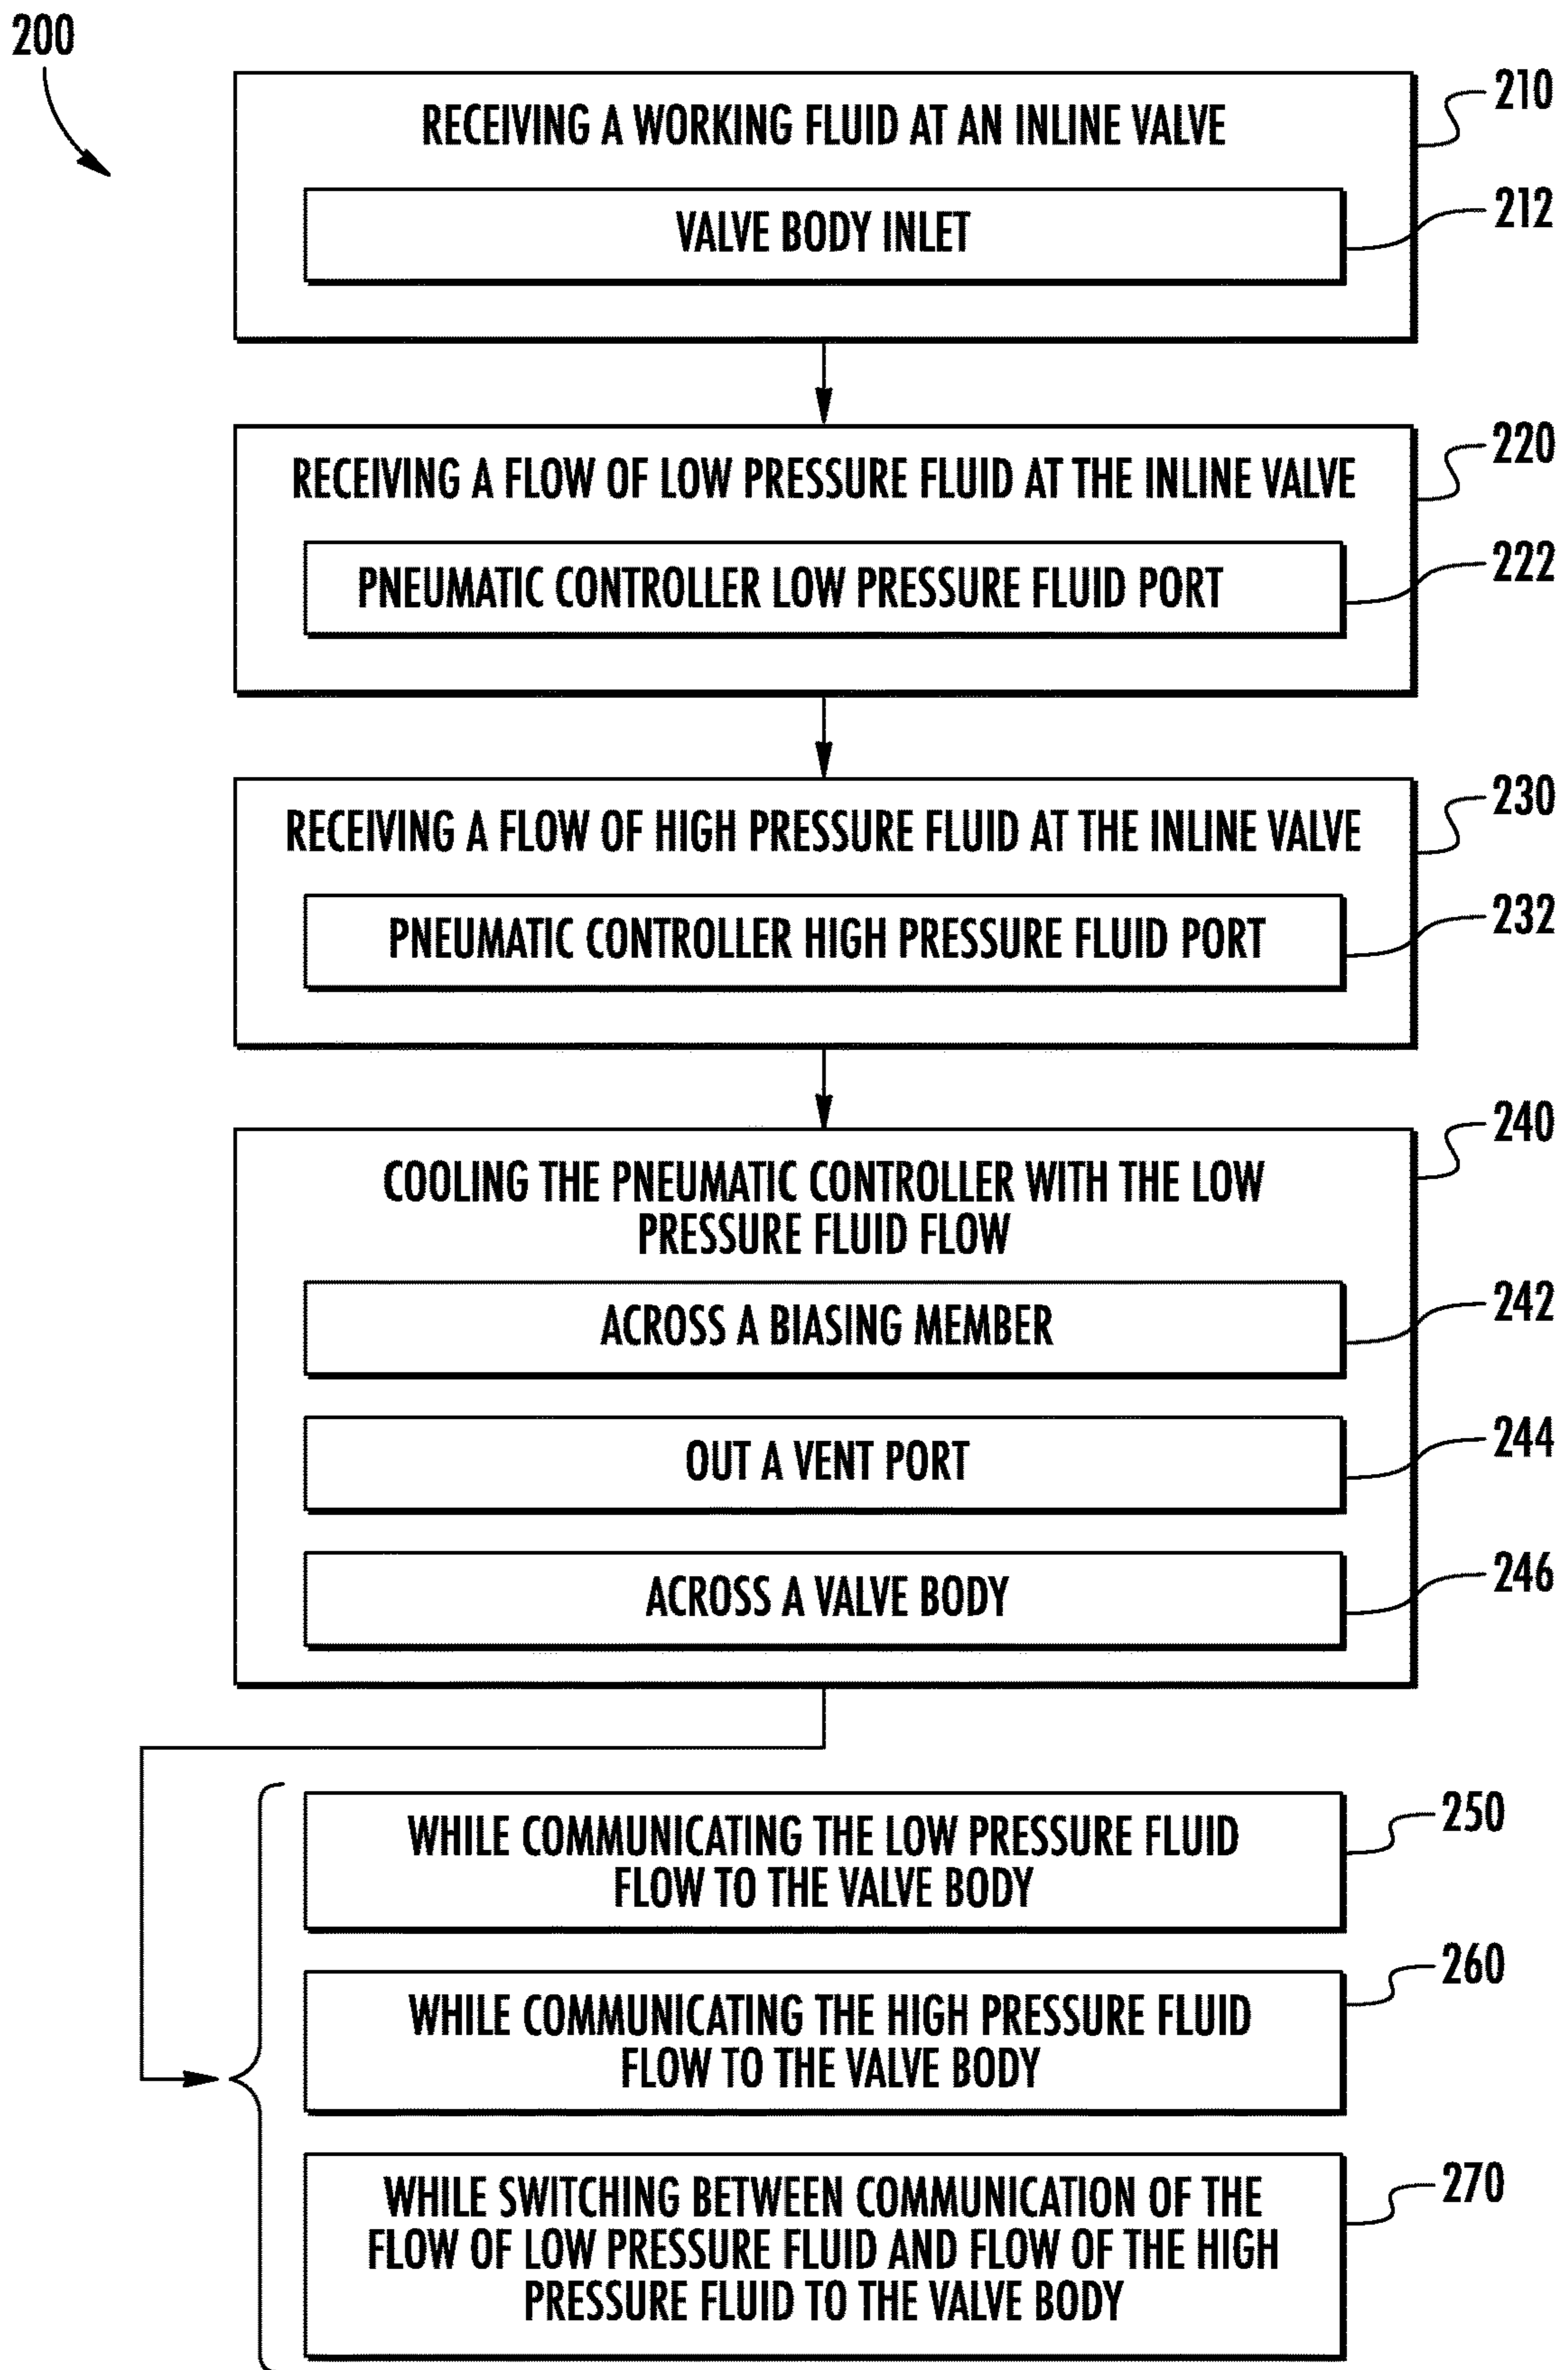 200
RECEIVING A WORKING FLUID AT AN INLINE VALVE
210
VALVE BODY INLET
212
RECEIVING A FLOW OF LOW PRESSURE FLUID AT THE INLINE VALVE
220
PNEUMATIC CONTROLLER LOW PRESSURE FLUID PORT
222
RECEIVING A FLOW OF HIGH PRESSURE FLUID AT THE INLINE VALVE
230
PNEUMATIC CONTROLLER HIGH PRESSURE FLUID PORT
232
COOLING THE PNEUMATIC CONTROLLER WITH THE LOW
PRESSURE FLUID FLOW
240
ACROSS A BIASING MEMBER
242
OUT A VENT PORT
244
ACROSS A VALVE BODY
246
WHILE COMMUNICATING THE LOW PRESSURE FLUID
FLOW TO THE VALVE BODY
250
WHILE COMMUNICATING THE HIGH PRESSURE FLUID
FLOW TO THE VALVE BODY
260
WHILE SWITCHING BETWEEN COMMUNICATION OF THE
FLOW OF LOW PRESSURE FLUID AND FLOW OF THE HIGH
PRESSURE FLUID TO THE VALVE BODY
270